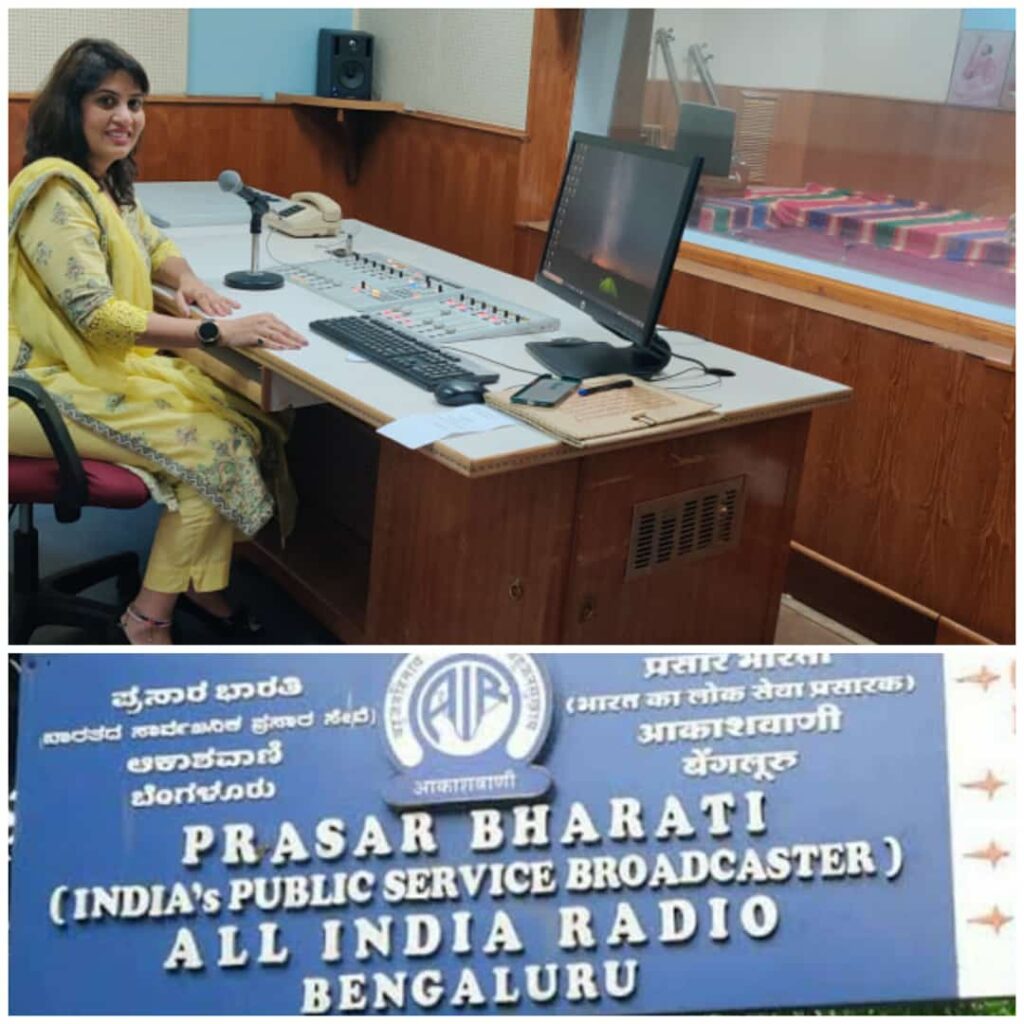 ಪ್ರಸಾರ ಭಾರತಿ
(ಭಾರತದ ಸಾರ್ವಜನಿಕ ಪ್ರಸಾರ ಸೇವೆ)
ಆಕಾಶವಾಣಿ
ಬೆಂಗಳೂರು
AIR
आकाशवाणी
प्रसार भारती
(भारत का लोक सेवा प्रसारक)
आकाशवाणी
बेंगलूरु
PRASAR BHARATI
(INDIA's PUBLIC SERVICE BROADCASTER)
ALL INDIA RADIO
BENGALURU